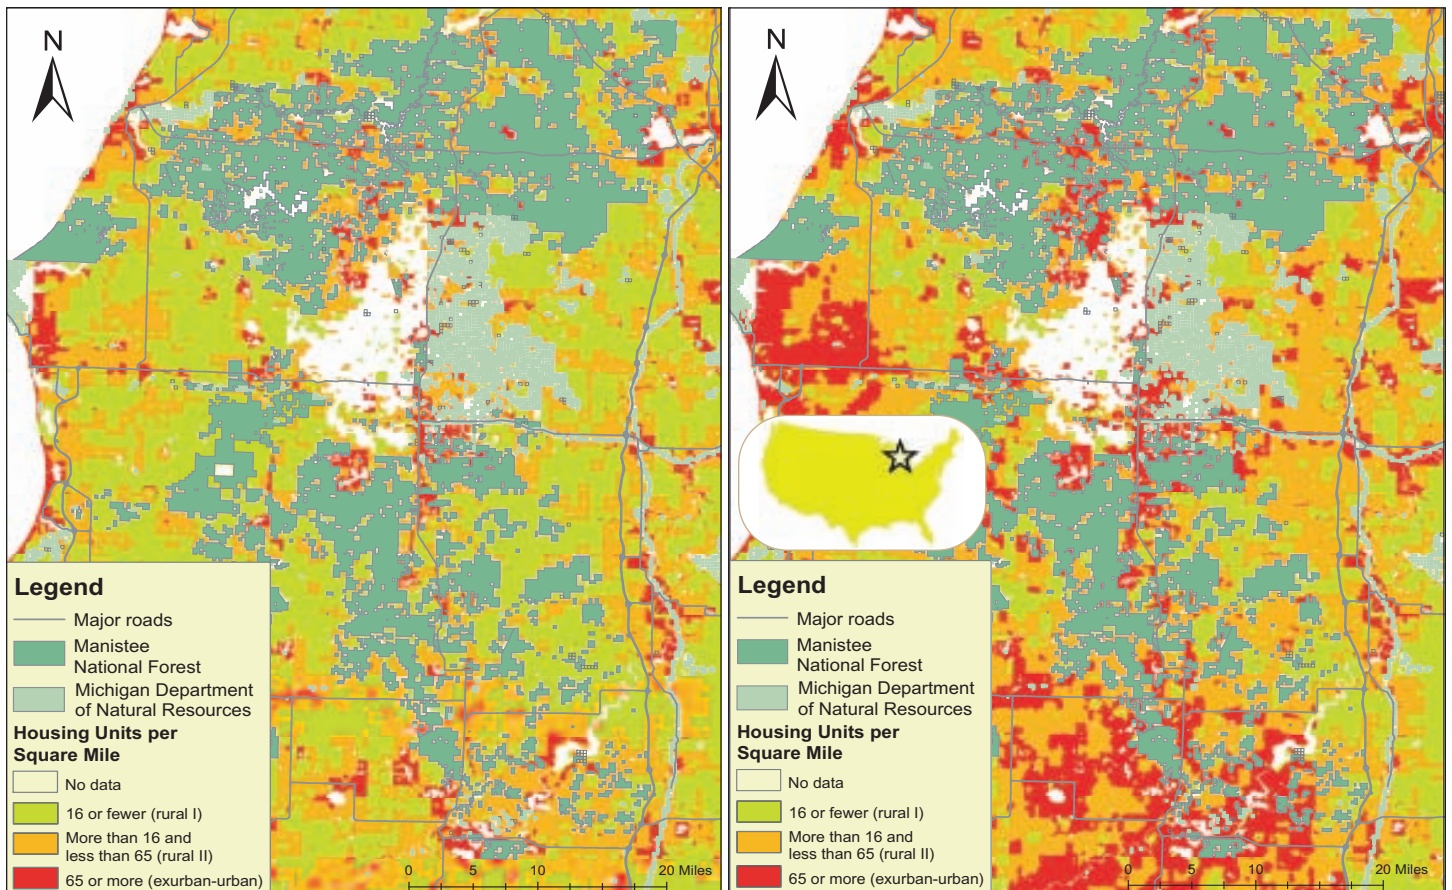 N
Legend
Major roads
Manistee
National Forest
Michigan Department
of Natural Resources
Housing Units per
Square Mile
No data
16 or fewer (rural I)
More than 16 and
less than 65 (rural II)
65 or more (exurban-urban)
0 5 10 20 Miles
N
Legend
Major roads
Manistee
National Forest
Michigan Department
of Natural Resources
Housing Units per
Square Mile
No data
16 or fewer (rural I)
More than 16 and
less than 65 (rural II)
65 or more (exurban-urban)
0 5 10 20 Miles